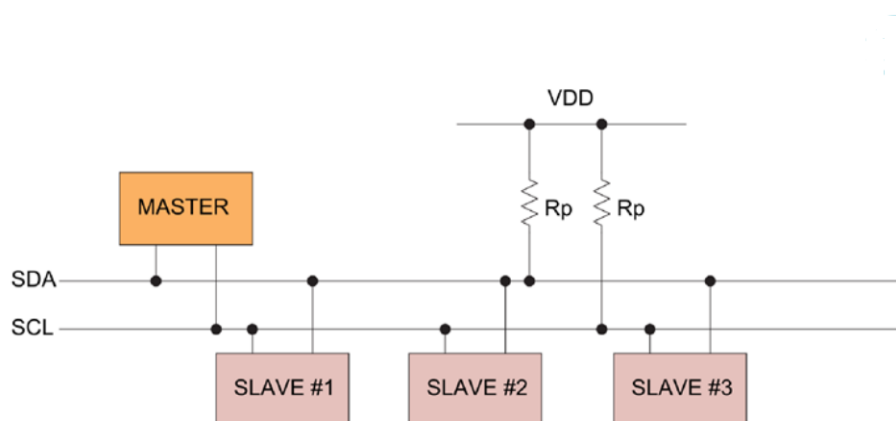 VDD
MASTER
Rp
Rp
SDA
SCL
SLAVE #1
SLAVE #2
SLAVE #3